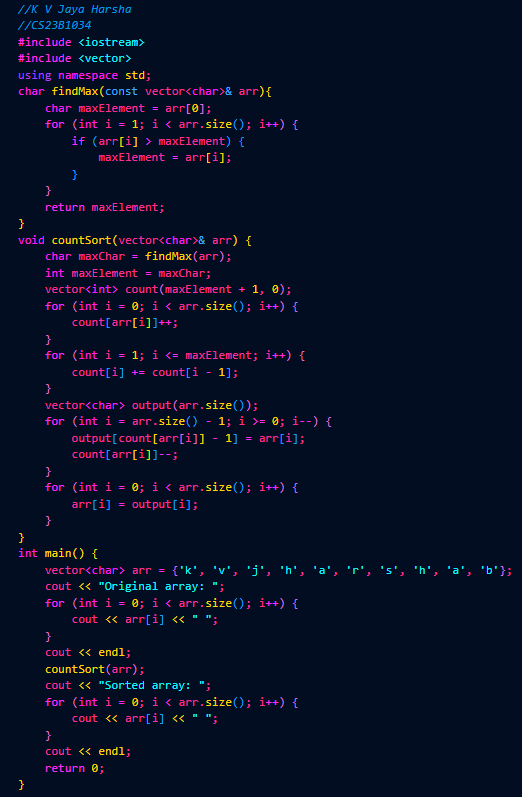 //K V Jaya Harsha
//CS23B1034
#include <iostream>
#include <vector>
using namespace std;
char findMax(const vector<char>& arr){
    char maxElement = arr[0];
    for (int i = 1; i < arr.size(); i++) {
        if (arr[i] > maxElement) {
            maxElement = arr[i];
        }
    }
    return maxElement;
}
void countSort(vector<char>& arr) {
    char maxChar = findMax(arr);
    int maxElement = maxChar;
    vector<int> count(maxElement + 1, 0);
    for (int i = 0; i < arr.size(); i++) {
        count[arr[i]]++;
    }
    for (int i = 1; i <= maxElement; i++) {
        count[i] += count[i - 1];
    }
    vector<char> output(arr.size());
    for (int i = arr.size() - 1; i >= 0; i--) {
        output[count[arr[i]] - 1] = arr[i];
        count[arr[i]]--;
    }
    for (int i = 0; i < arr.size(); i++) {
        arr[i] = output[i];
    }
}
int main() {
    vector<char> arr = {'k', 'v', 'j', 'h', 'a', 'r', 's', 'h', 'a', 'b'};
    cout << "Original array: ";
    for (int i = 0; i < arr.size(); i++) {
        cout << arr[i] << " ";
    }
    cout << endl;
    countSort(arr);
    cout << "Sorted array: ";
    for (int i = 0; i < arr.size(); i++) {
        cout << arr[i] << " ";
    }
    cout << endl;
    return 0;
}